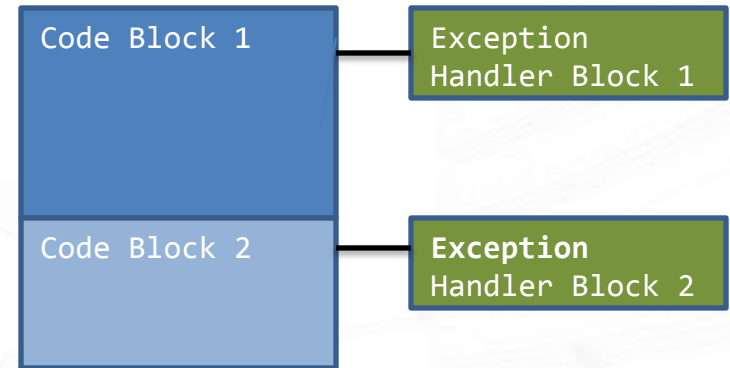 Code Block 1
Exception
Handler Block 1
Code Block 2
Exception
Handler Block 2